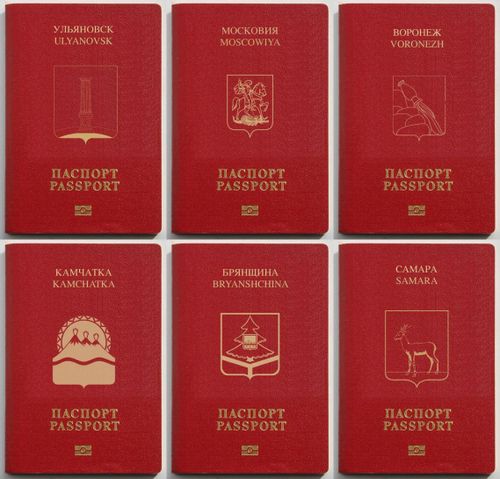 УЛЬЯНОВСК
ULYANOVSK
ПАСПОРТ
PASSPORT
МОСКОВИЯ
MOSCOWIYA
ПАСПОРТ
PASSPORT
ВОРОНЕЖ
VORONEZH
ПАСПОРТ
PASSPORT
КАМЧАТКА
KAMCHATKA
ПАСПОРТ
PASSPORT
БРЯНЩИНА
BRYANSHCHINA
ПАСПОРТ
PASSPORT
САМАРА
SAMARA
ПАСПОРТ
PASSPORT